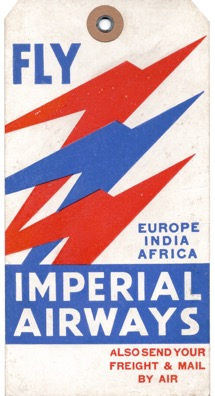 FLY
EUROPE
INDIA
AFRICA
IMPERIAL
AIRWAYS
ALSO SEND YOUR
FREIGHT & MAIL
BY AIR